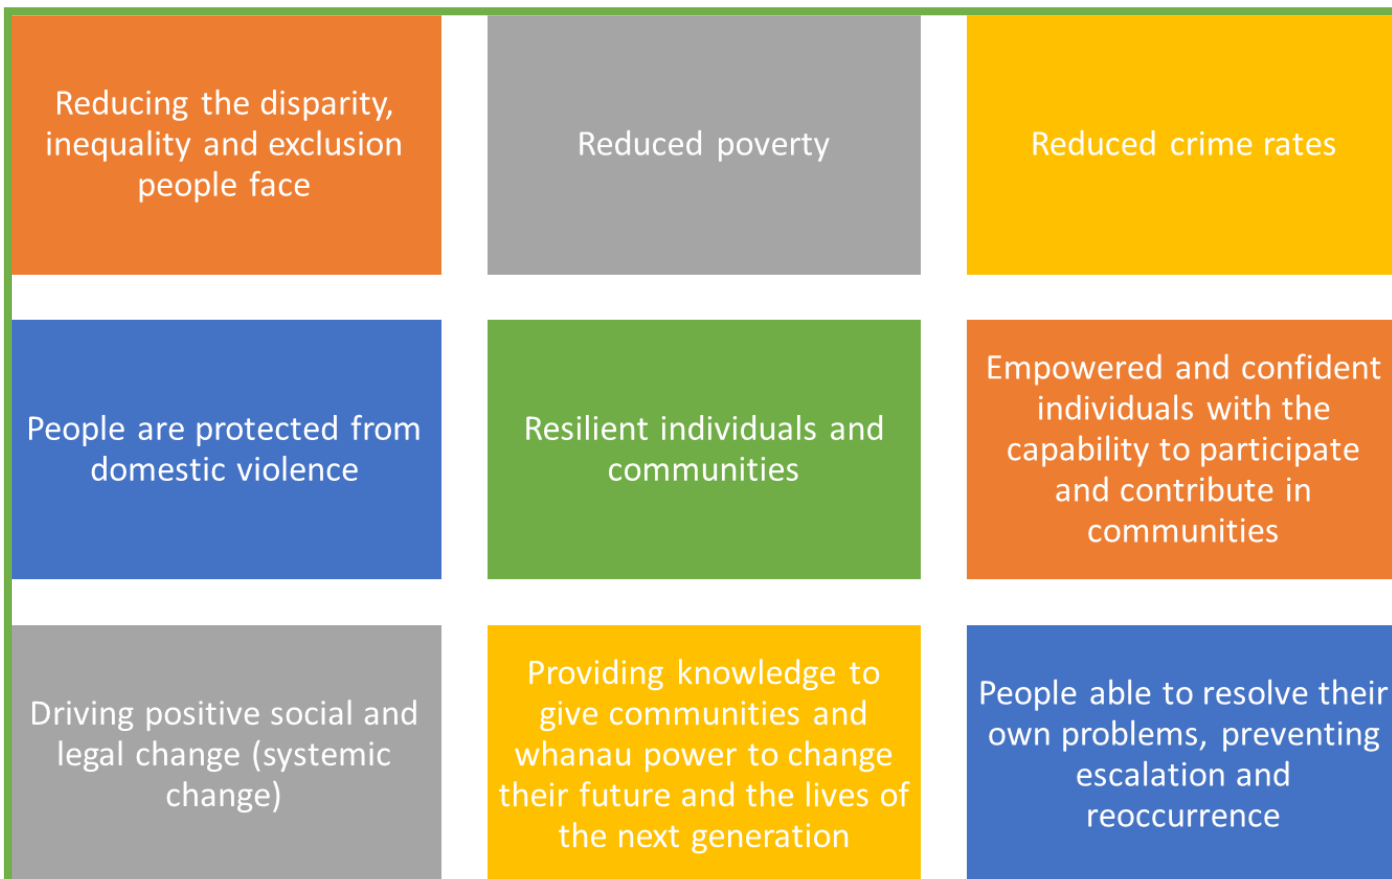 Reducing the disparity,
inequality and exclusion
people face
Reduced poverty
Reduced crime rates
People are protected from
domestic violence
Resilient individuals and
communities
Empowered and confident
individuals with the
capability to participate
and contribute in
communities
Driving positive social and
legal change (systemic
change)
Providing knowledge to
give communities and
whanau power to change
their future and the lives of
the next generation
People able to resolve their
own problems, preventing
escalation and
reoccurrence